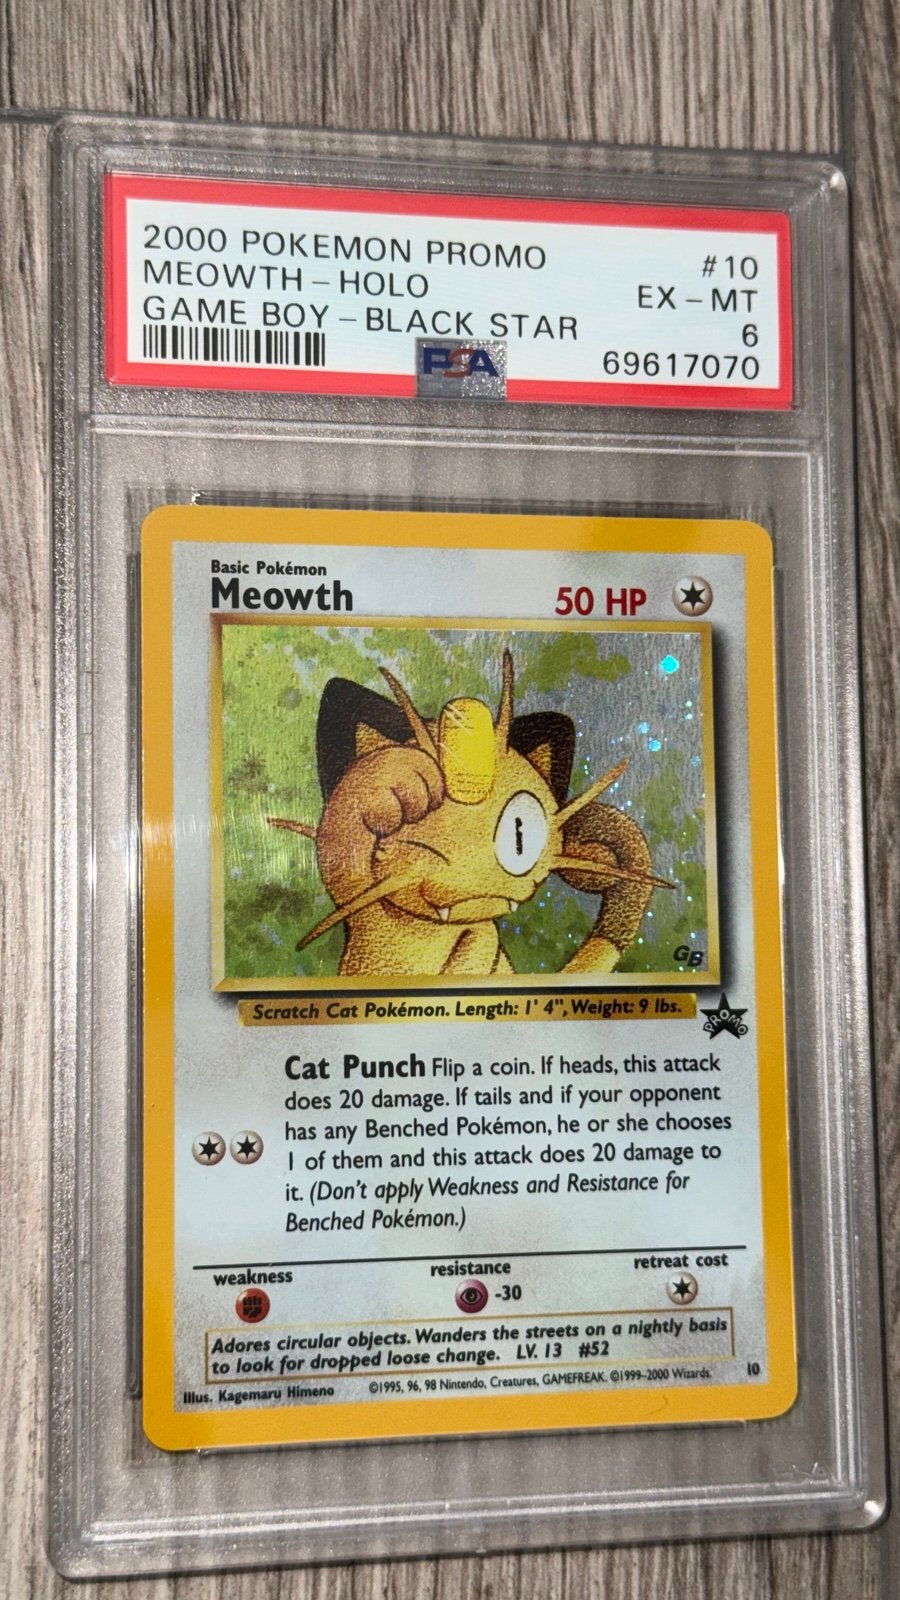 2000 POKEMON PROMO
MEOWTH-HOLO
GAME BOY-BLACK STAR
#10
EX-MT
6
69617070
PSA
Basic Pokémon
Meowth
50 HP
GB
Scratch Cat Pokémon. Length: 1' 4", Weight: 9 lbs.
PROMO
Cat Punch Flip a coin. If heads, this attack
does 20 damage. If tails and if your opponent
has any Benched Pokémon, he or she chooses
1 of them and this attack does 20 damage to
it. (Don't apply Weakness and Resistance for
Benched Pokémon.)
weakness
resistance
retreat cost
-30
Adores circular objects. Wanders the streets on a nightly basis
to look for dropped loose change. LV. 13 #52
Illus. Kagemaru Himeno
©1995, 96, 98 Nintendo, Creatures, GAMEFREAK. ©1999-2000 Wizards.
10